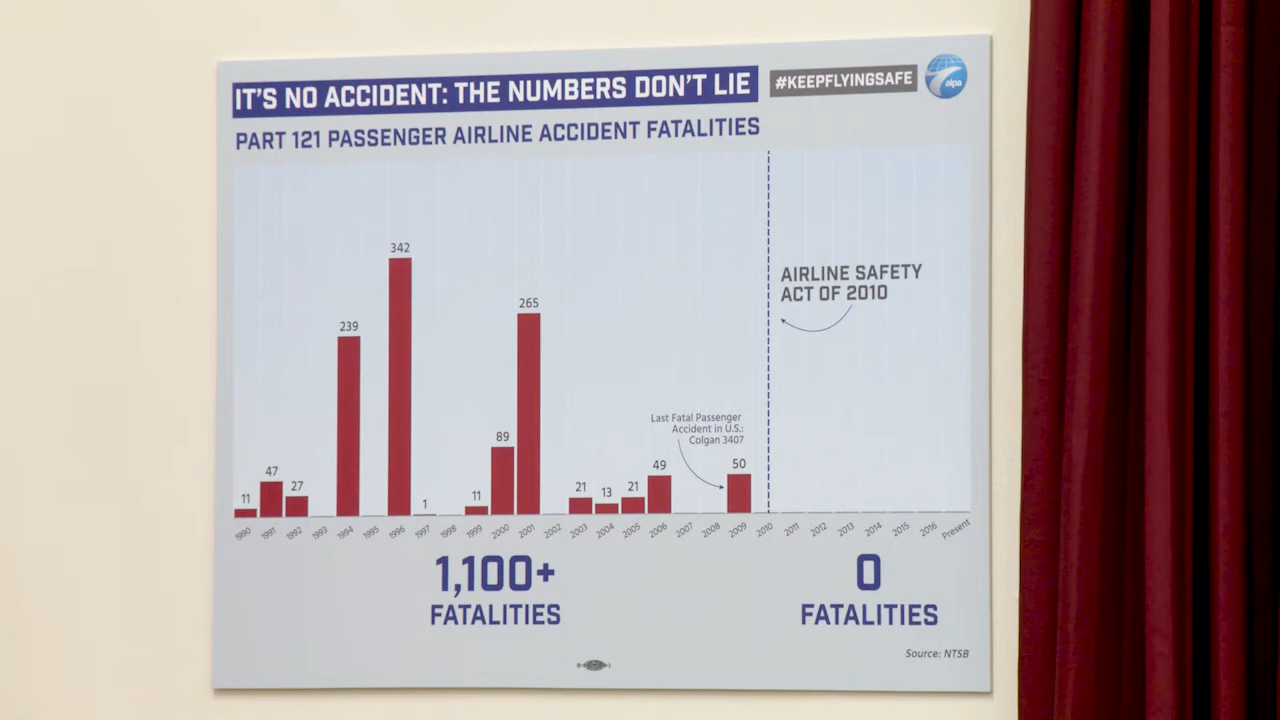 IT'S NO ACCIDENT: THE NUMBERS DON'T LIE
#KEEPFLYINGSAFE
alpa
PART 121 PASSENGER AIRLINE ACCIDENT FATALITIES
342
AIRLINE SAFETY
ACT OF 2010
265
239
Last Fatal Passenger
Accident in U.S.:
Colgan 3407
89
50
49
47
27
21
21
13
11
11
1
1990 1991 1992 1993 1994 1995 1996 1997 1998 1999 2000 2001 2002 2003 2004 2005 2006 2007 2008 2009 2010 2011 2012 2013 2014 2015 2016 Present
1,100+
FATALITIES
0
FATALITIES
Source: NTSB